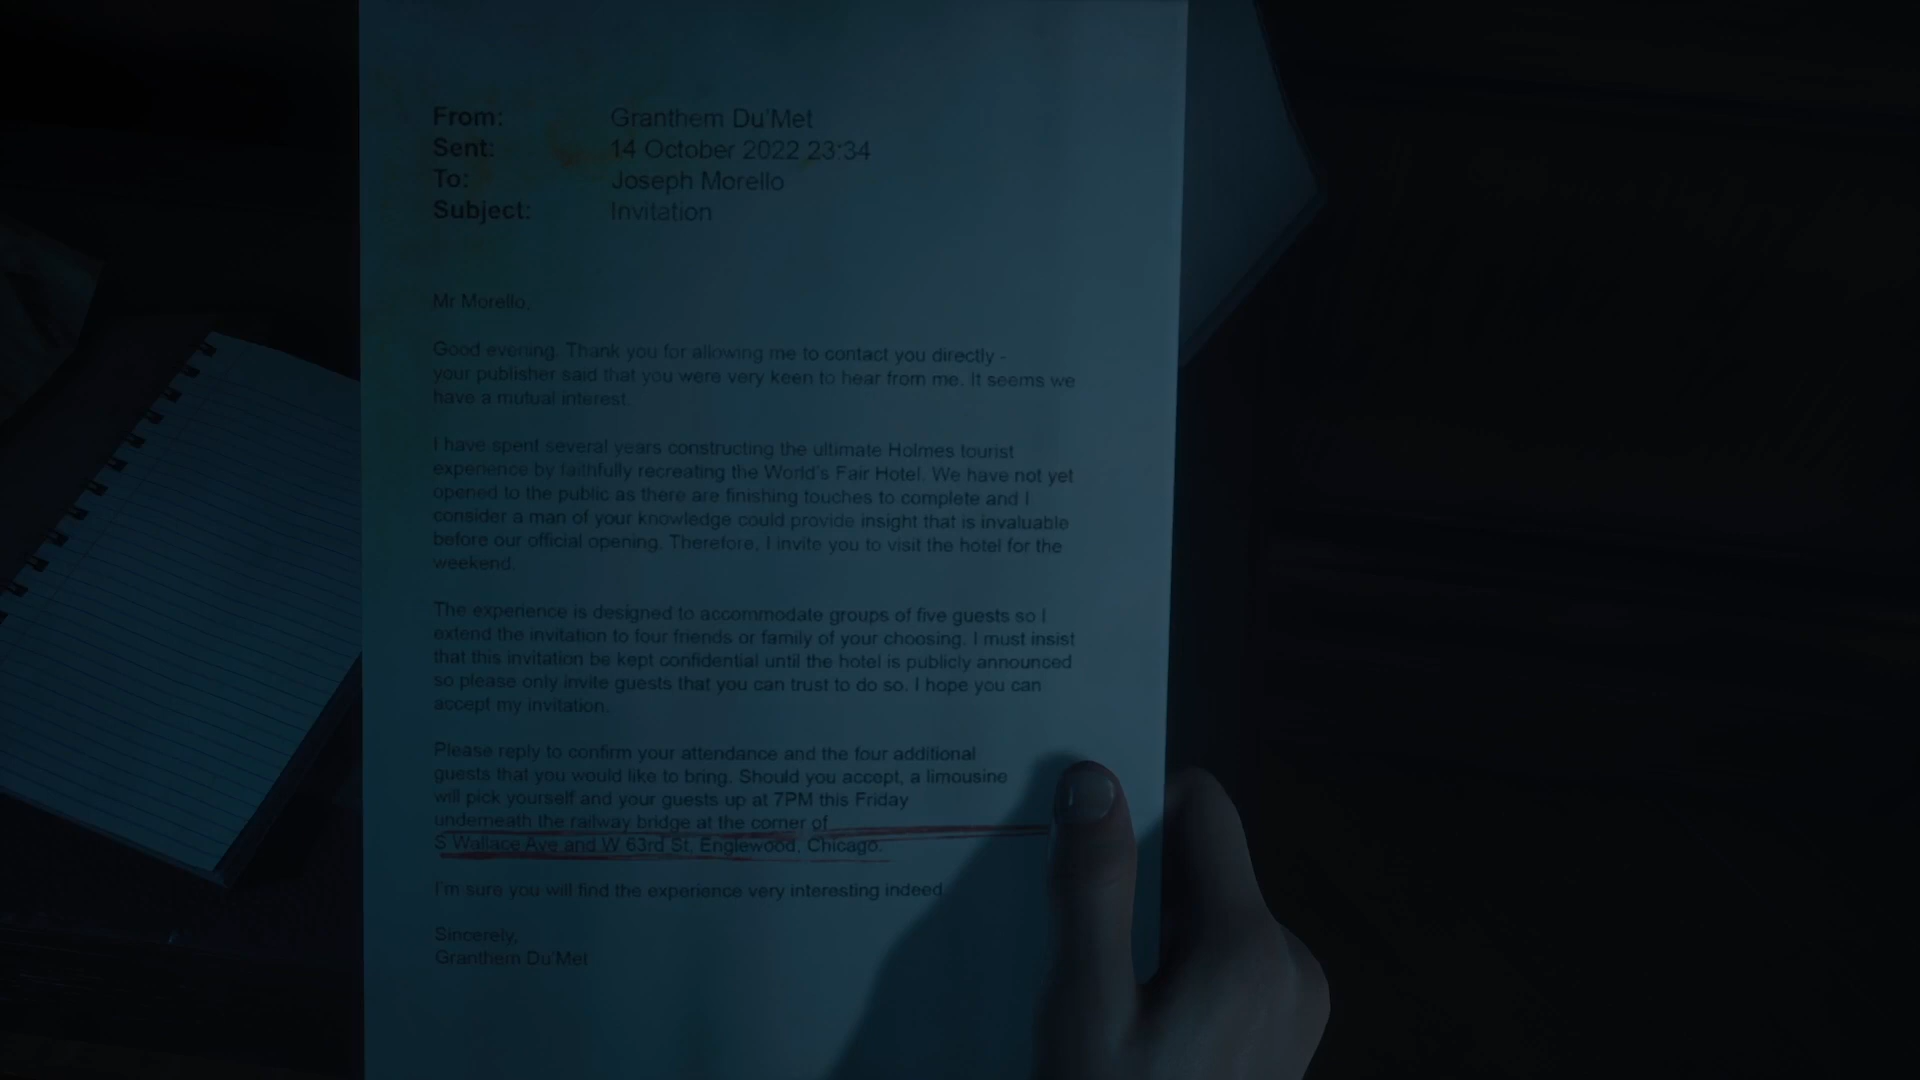 From: Granthem Du'Met
Sent: 14 October 2022 23:34
To: Joseph Morello
Subject: Invitation
Mr Morello,
Good evening. Thank you for allowing me to contact you directly -
your publisher said that you were very keen to hear from me. It seems we
have a mutual interest.
I have spent several years constructing the ultimate Holmes tourist
experience by faithfully recreating the World's Fair Hotel. We have not yet
opened to the public as there are finishing touches to complete and I
consider a man of your knowledge could provide insight that is invaluable
before our official opening. Therefore, I invite you to visit the hotel for the
weekend.
The experience is designed to accommodate groups of five guests so I
extend the invitation to four friends or family of your choosing. I must insist
that this invitation be kept confidential until the hotel is publicly announced
so please only invite guests that you can trust to do so. I hope you can
accept my invitation.
Please reply to confirm your attendance and the four additional
guests that you would like to bring. Should you accept, a limousine
will pick yourself and your guests up at 7PM this Friday
underneath the railway bridge at the corner of
S Wallace Ave and W 63rd St, Englewood, Chicago.
I'm sure you will find the experience very interesting indeed.
Sincerely,
Granthem Du'Met